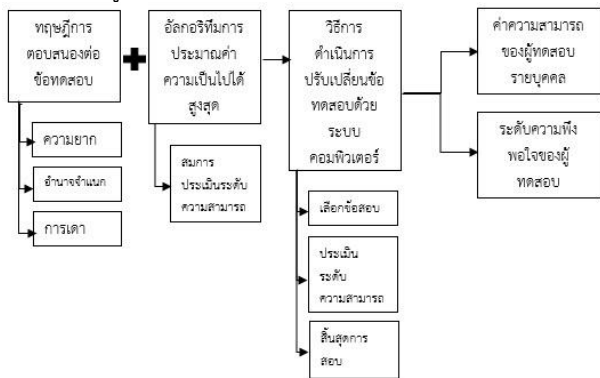 ทฤษฎีการ
ตอบสนองต่อ
ข้อทดสอบ
ความยาก
อำนาจจำแนก
การเดา
อัลกอริทึมการ
ประมาณค่า
ความเป็นไปได้
สูงสุด
สมการ
ประเมินระดับ
ความสามารถ
วิธีการ
ดำเนินการ
ปรับเปลี่ยนข้อ
ทดสอบด้วย
ระบบ
คอมพิวเตอร์
เลือกข้อสอบ
ประเมิน
ระดับ
ความสามารถ
สิ้นสุดการ
สอบ
ค่าความสามารถ
ของผู้ทดสอบ
รายบุคคล
ระดับความพึง
พอใจของผู้
ทดสอบ